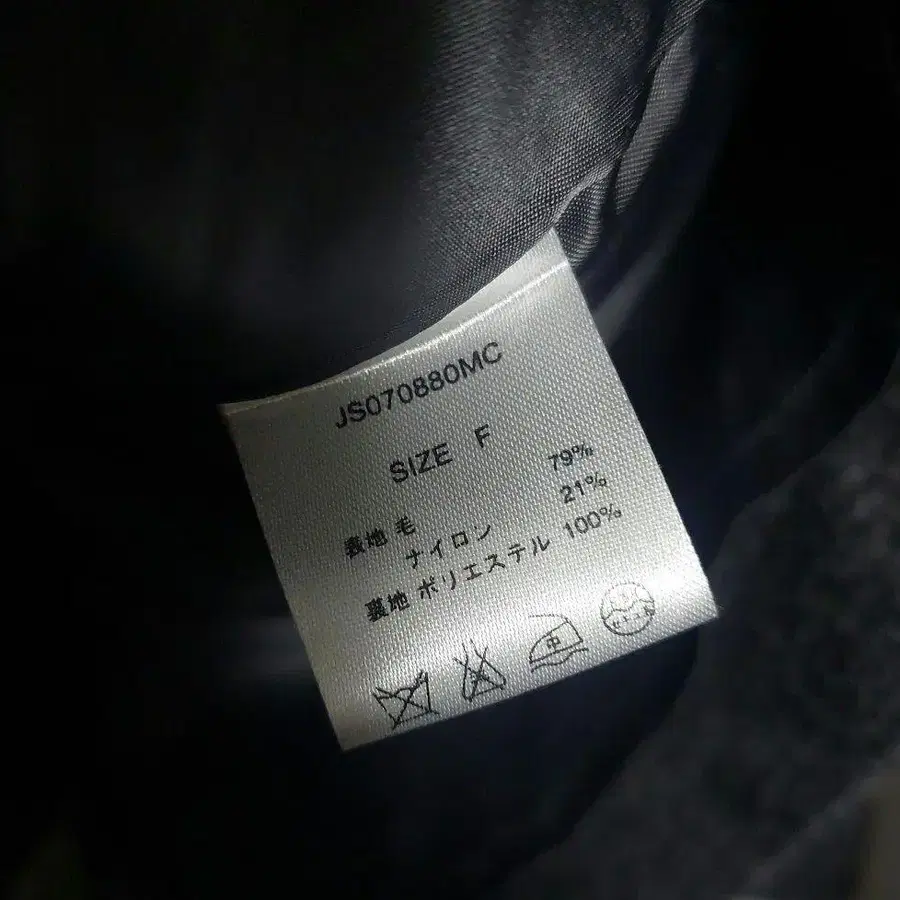 JS070880MC
SIZE F
表地 毛 79%
ナイロン 21%
裏地 ポリエステル 100%
中